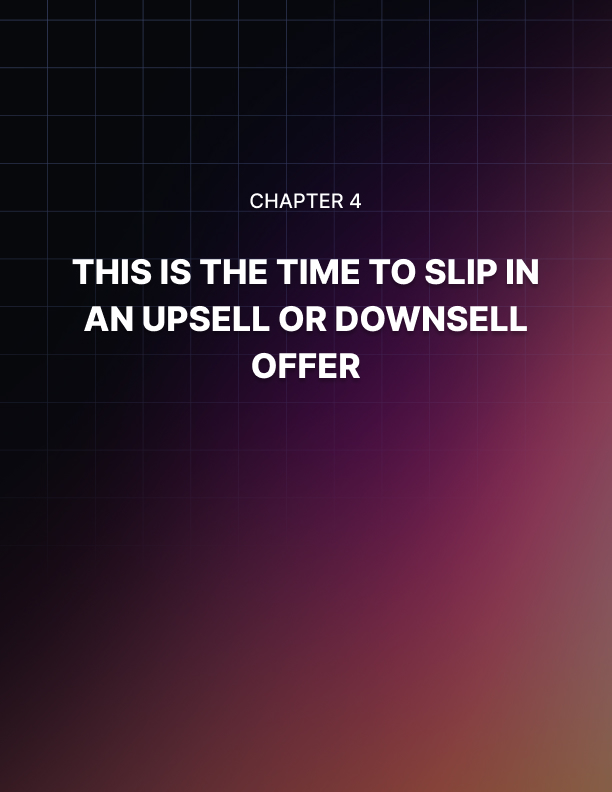 CHAPTER 4
THIS IS THE TIME TO SLIP IN
AN UPSELL OR DOWNSELL
OFFER